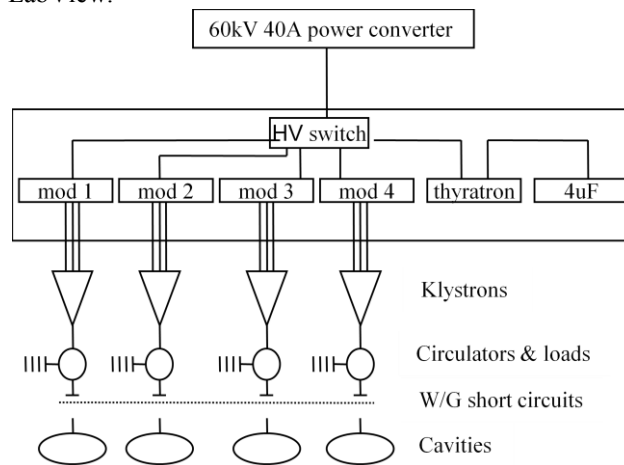 Lab View.
60kV 40A power converter
HV switch
mod 1 mod 2 mod 3 mod 4 thyratron 4uF
Klystrons
Circulators & loads
W/G short circuits
Cavities